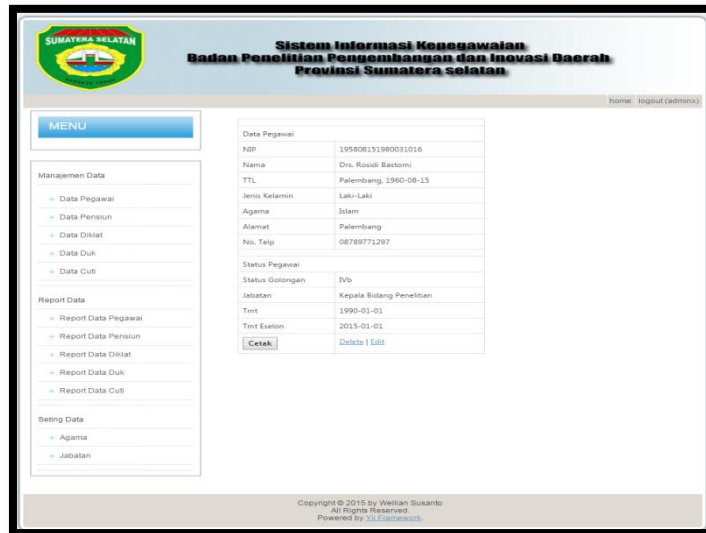 SUMATERA SELATAN
Sistem Informasi Kepegawaian
Badan Penelitian Pengembangan dan Inovasi Daerah
Provinsi Sumatera selatan
home logout (adminx)
MENU
Manajemen Data
Data Pegawai
Data Pensiun
Data Diklat
Data Duk
Data Cuti
Report Data
Report Data Pegawai
Report Data Pensiun
Report Data Diklat
Report Data Duk
Report Data Cuti
Seting Data
Agama
Jabatan
Data Pegawai
NIP 195808151980031016
Nama Drs. Rosidi Bastomi
TTL Palembang, 1960-08-15
Jenis Kelamin Laki-Laki
Agama Islam
Alamat Palembang
No. Telp 08789771297
Status Pegawai
Status Golongan IVb
Jabatan Kepala Bidang Penelitian
Tmt 1990-01-01
Tmt Eselon 2015-01-01
Cetak Delete | Edit
Copyright © 2015 by Wellian Susanto
All Rights Reserved.
Powered by Yii Framework.